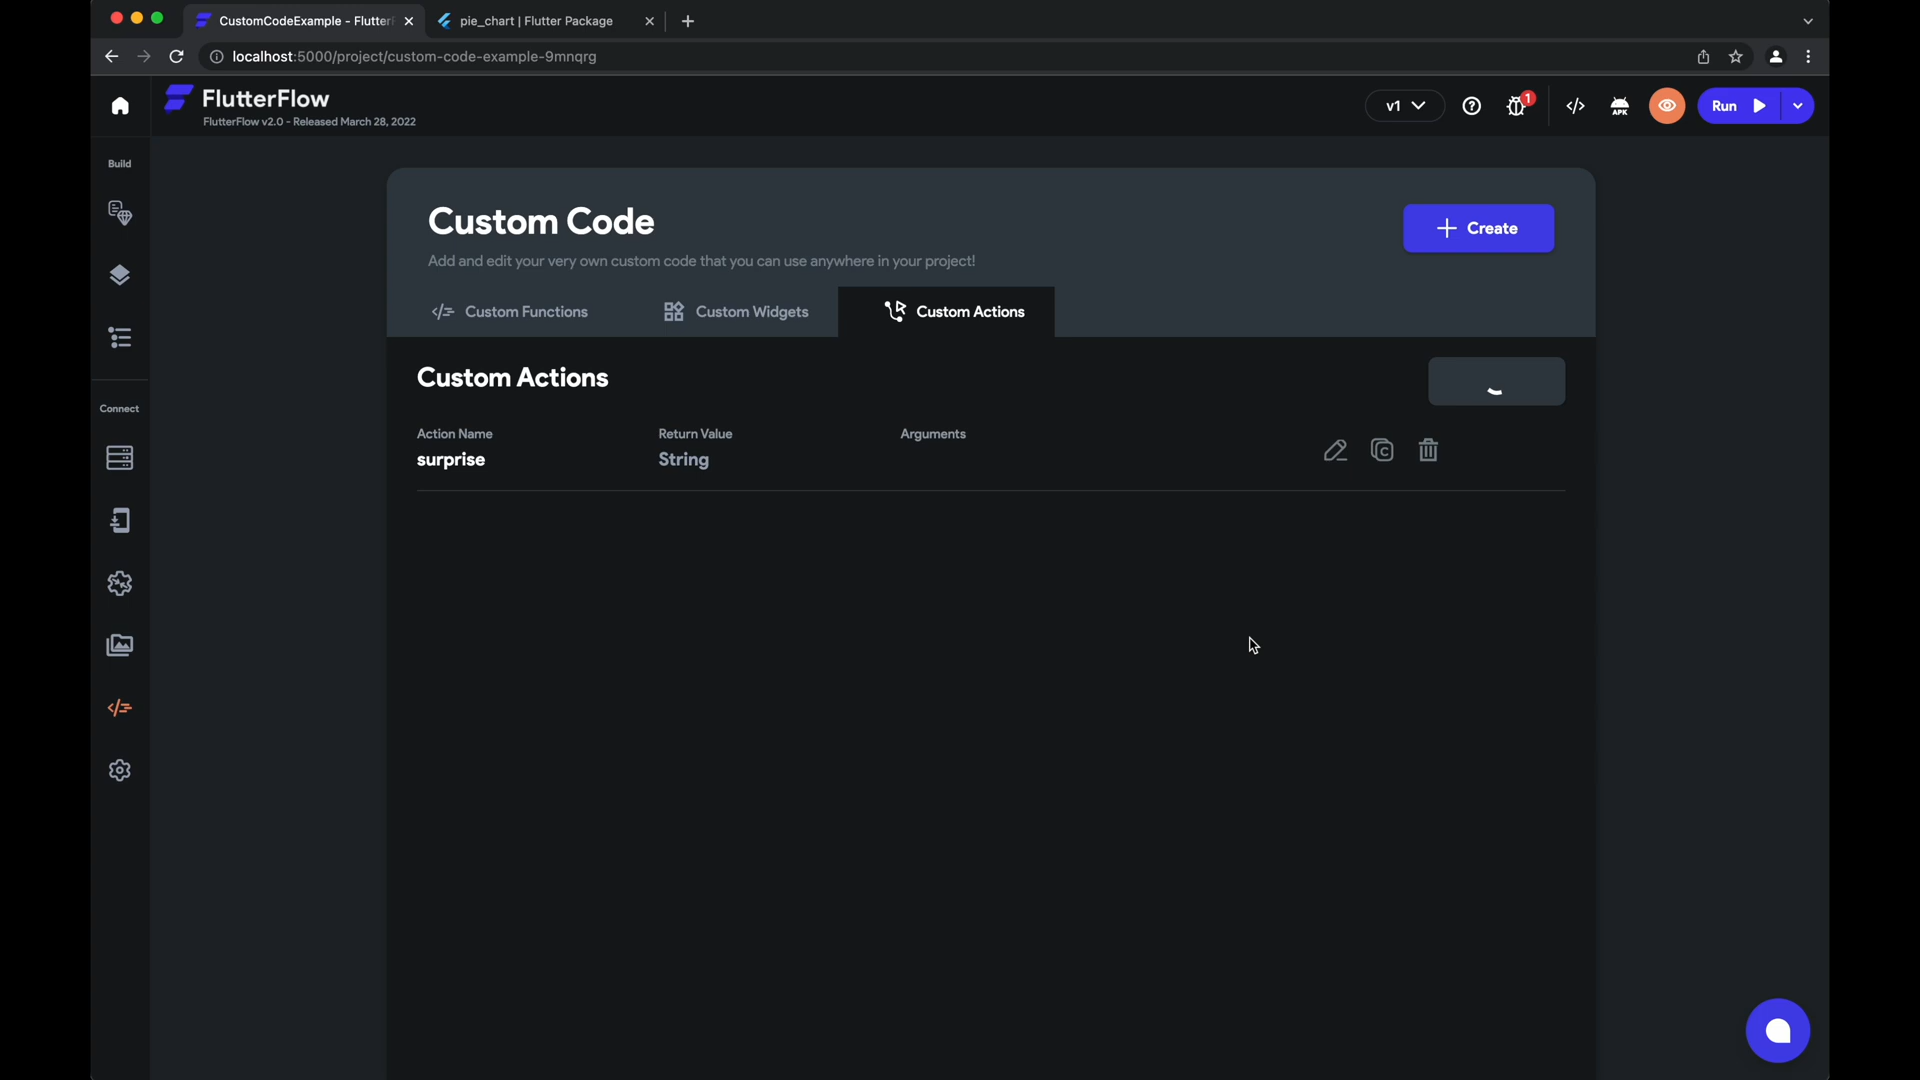 CustomCodeExample - FlutterF
pie_chart | Flutter Package
localhost:5000/project/custom-code-example-9mnqrg
FlutterFlow
FlutterFlow v2.0 - Released March 28, 2022
v1
1
APK
Run
Build
Connect
Custom Code
Add and edit your very own custom code that you can use anywhere in your project!
Create
Custom Functions
Custom Widgets
Custom Actions
Custom Actions
Action Name
Return Value
Arguments
surprise
String